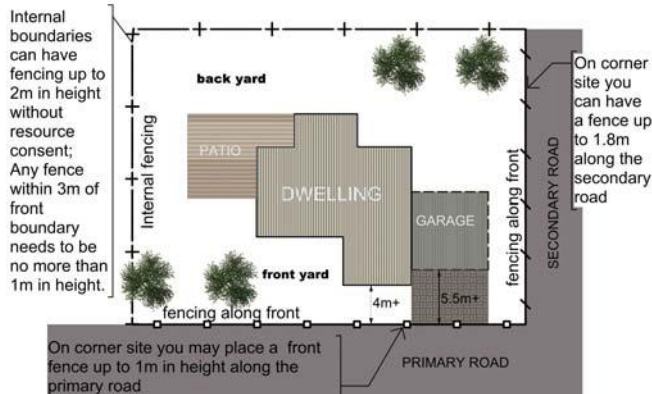 Internal
boundaries
can have
fencing up to
2m in height
without
resource
consent;
Any fence
within 3m of
front
boundary
needs to be
no more than
1m in height.
back yard
Internal fencing
PATIO
DWELLING
GARAGE
front yard
4m+
5.5m+
fencing along front
fencing along front
SECONDARY ROAD
On corner
site you
can have
a fence up
to 1.8m
along the
secondary
road
On corner site you may place a front
fence up to 1m in height along the
primary road
PRIMARY ROAD